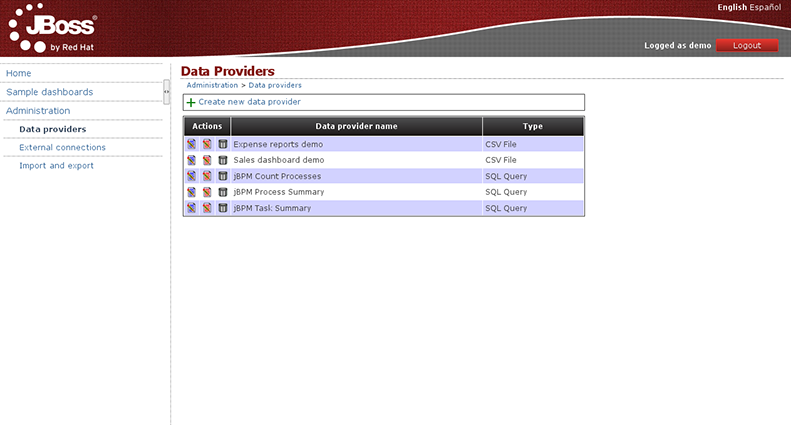 English Español
JBoss
by Red Hat
Logged as demo Logout
Home
Sample dashboards
Administration
Data providers
External connections
Import and export
Data Providers
Administration > Data providers
Create new data provider
Actions Data provider name Type
Expense reports demo CSV File
Sales dashboard demo CSV File
jBPM Count Processes SQL Query
jBPM Process Summary SQL Query
jBPM Task Summary SQL Query